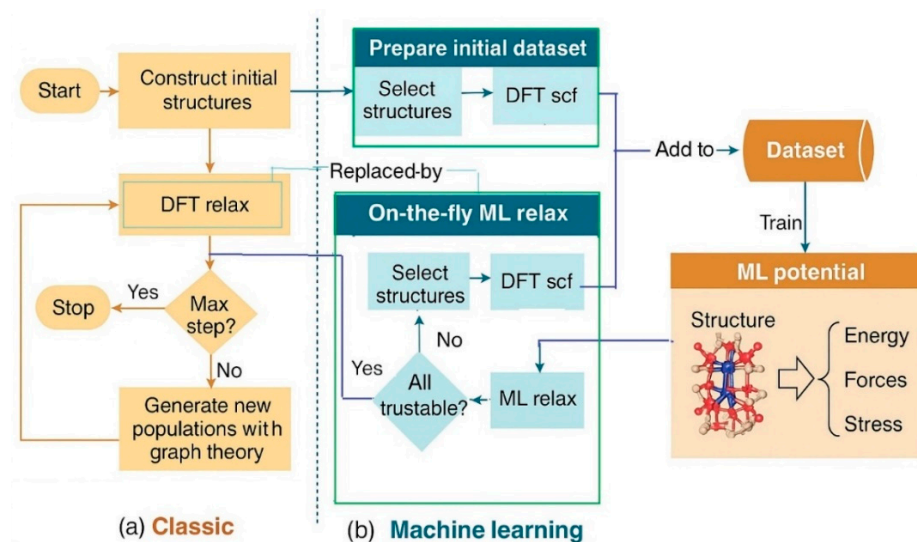 Start
Construct initial
structures
DFT relax
Yes
Stop
Max
step?
No
Generate new
populations with
graph theory
(a) Classic
Prepare initial dataset
Select
structures
DFT scf
Replaced-by
On-the-fly ML relax
Select
structures
DFT scf
No
Yes
All
trustable?
ML relax
(b) Machine learning
Add to
Dataset
Train
ML potential
Structure
Energy
Forces
Stress